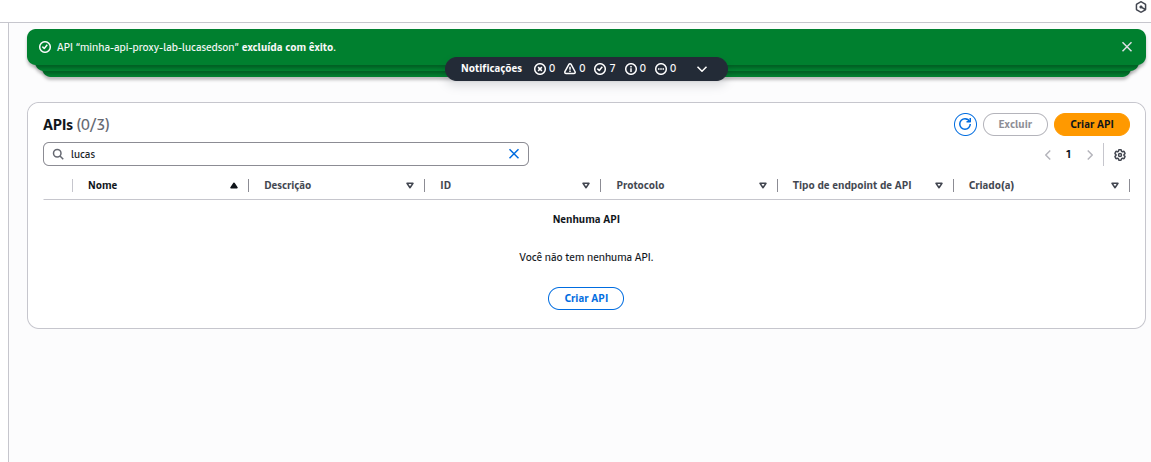 API “minha-api-proxy-lab-lucasedson” excluída com êxito.
Notificações 0 0 7 0 0
APIs (0/3)
Excluir
Criar API
lucas
1
Nome Descrição ID Protocolo Tipo de endpoint de API Criado(a)
Nenhuma API
Você não tem nenhuma API.
Criar API